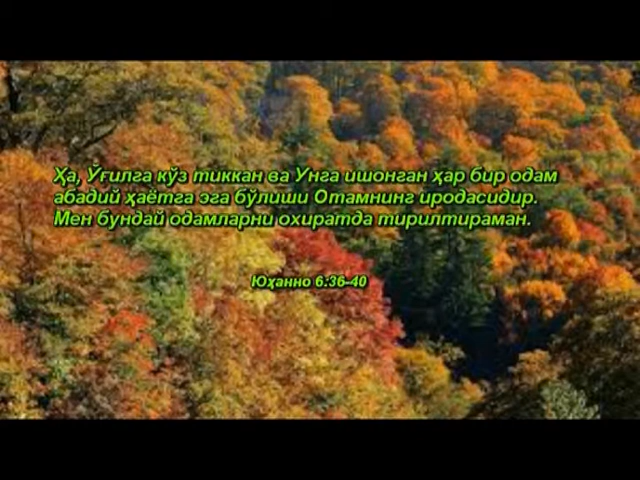 Ҳа, Ўғилга кўз тиккан ва Унга ишонган ҳар бир одам
абадий ҳаётга эга бўлиши Отамнинг иродасидир.
Мен бундай одамларни охиратда тирилтираман.
Юҳанно 6:36-40